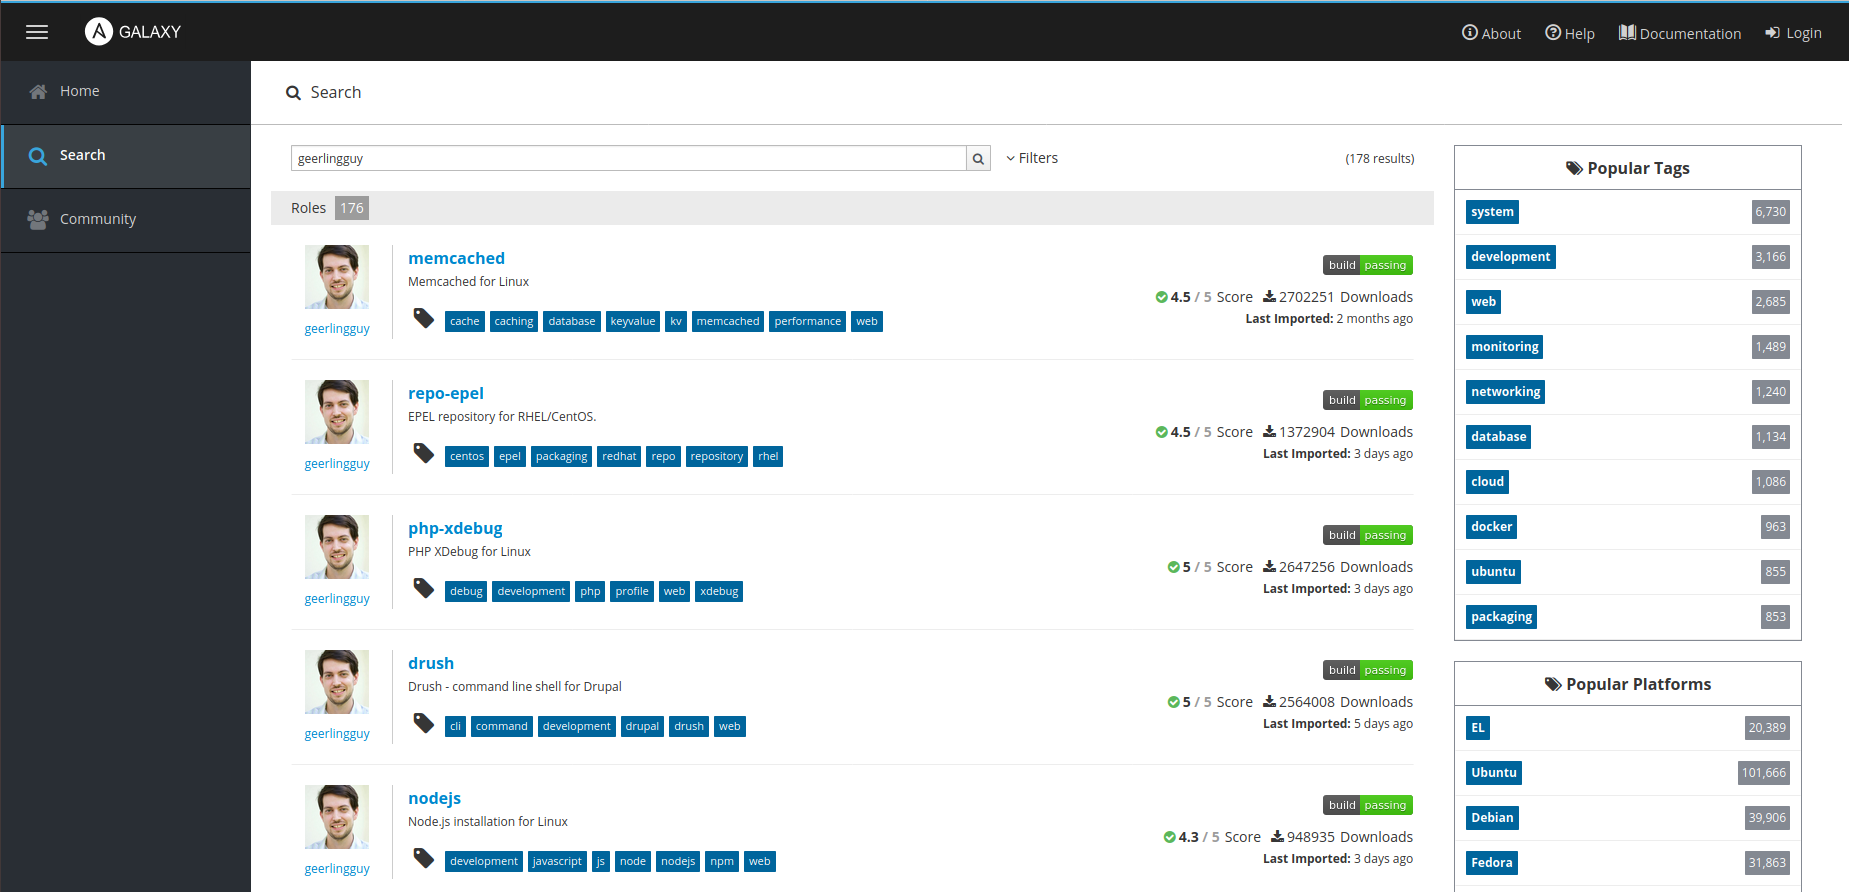 GALAXY
About
Help
Documentation
Login
Home
Search
Community
Search
geerlingguy
Filters
(178 results)
Roles 176
memcached
Memcached for Linux
cache caching database keyvalue kv memcached performance web
geerlingguy
build passing
4.5 / 5 Score 2702251 Downloads
Last Imported: 2 months ago
repo-epel
EPEL repository for RHEL/CentOS.
centos epel packaging redhat repo repository rhel
geerlingguy
build passing
4.5 / 5 Score 1372904 Downloads
Last Imported: 3 days ago
php-xdebug
PHP XDebug for Linux
debug development php profile web xdebug
geerlingguy
build passing
5 / 5 Score 2647256 Downloads
Last Imported: 3 days ago
drush
Drush - command line shell for Drupal
cli command development drupal drush web
geerlingguy
build passing
5 / 5 Score 2564008 Downloads
Last Imported: 5 days ago
nodejs
Node.js installation for Linux
development javascript js node nodejs npm web
geerlingguy
build passing
4.3 / 5 Score 948935 Downloads
Last Imported: 3 days ago
Popular Tags
system 6,730
development 3,166
web 2,685
monitoring 1,489
networking 1,240
database 1,134
cloud 1,086
docker 963
ubuntu 855
packaging 853
Popular Platforms
EL 20,389
Ubuntu 101,666
Debian 39,906
Fedora 31,863